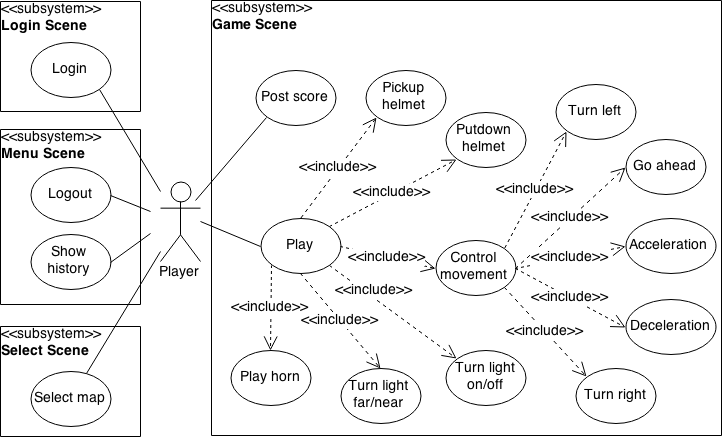 <<subsystem>>
Login Scene
Login
<<subsystem>>
Menu Scene
Logout
Show
history
<<subsystem>>
Select Scene
Select map
Player
<<subsystem>>
Game Scene
Post score
Pickup
helmet
Putdown
helmet
Turn left
Go ahead
<<include>>
<<include>>
<<include>>
<<include>>
Play
<<include>>
Control
movement
<<include>>
Acceleration
<<include>>
<<include>>
<<include>>
<<include>>
<<include>>
Deceleration
Play horn
Turn light
far/near
Turn light
on/off
Turn right